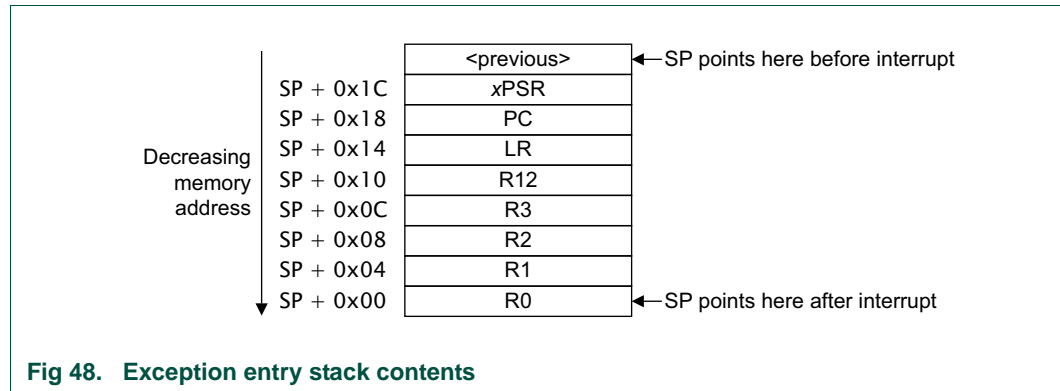 <previous>
SP points here before interrupt
SP + 0x1C xPSR
SP + 0x18 PC
SP + 0x14 LR
SP + 0x10 R12
SP + 0x0C R3
SP + 0x08 R2
SP + 0x04 R1
SP + 0x00 R0
SP points here after interrupt
Decreasing
memory
address
Fig 48. Exception entry stack contents